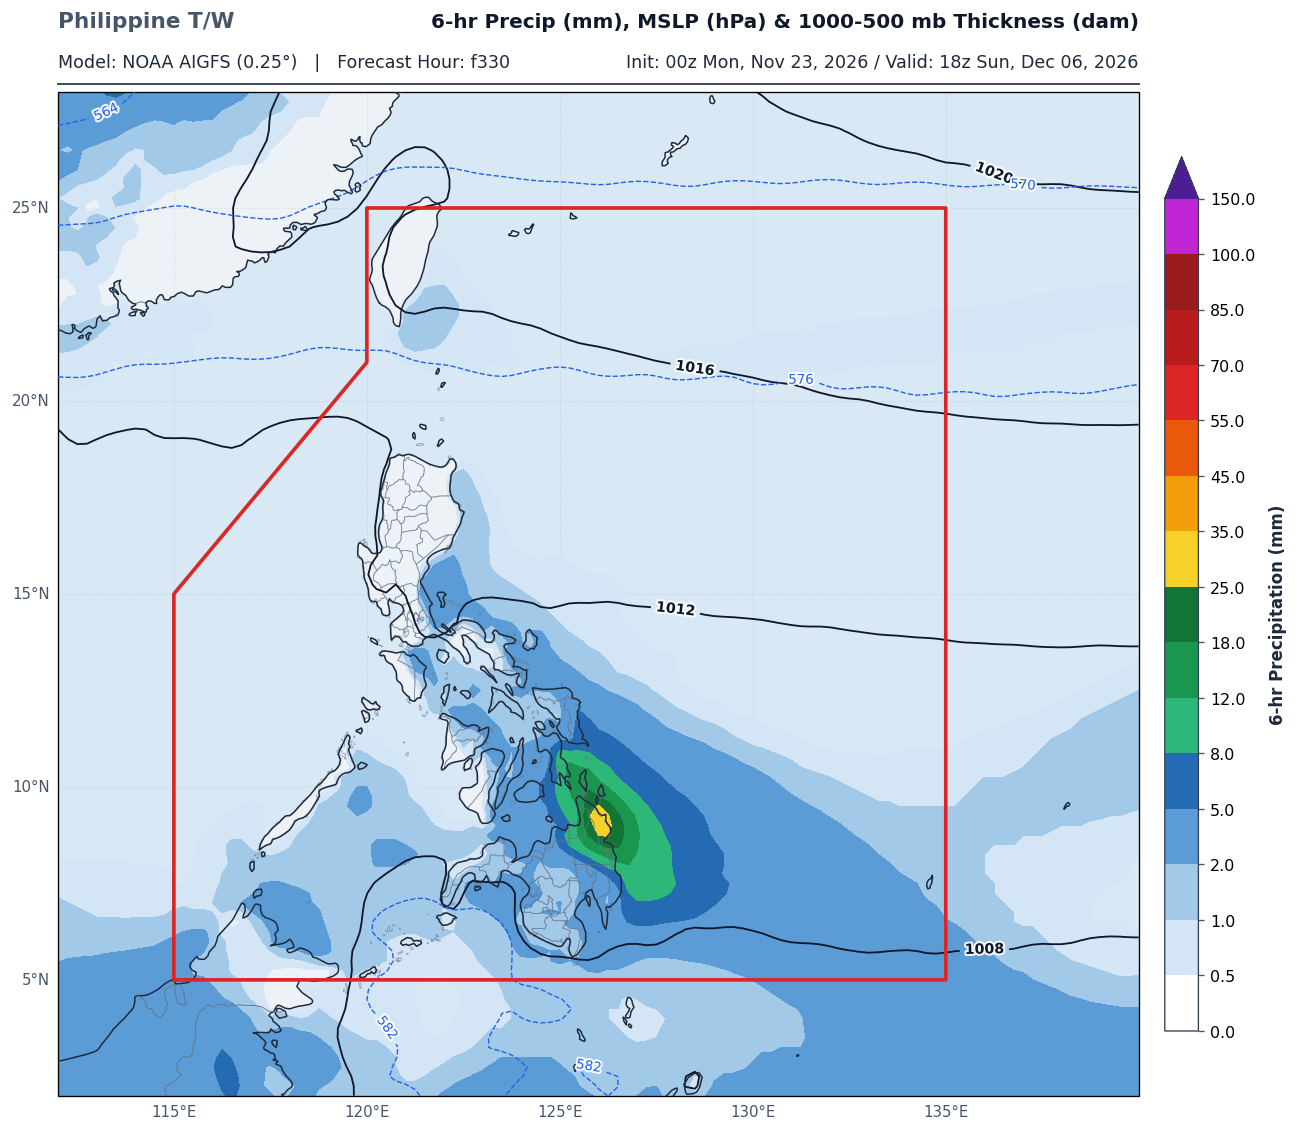 Philippine T/W
6-hr Precip (mm), MSLP (hPa) & 1000-500 mb Thickness (dam)
Model: NOAA AIGFS (0.25°)   |   Forecast Hour: f330
Init: 00z Mon, Nov 23, 2026 / Valid: 18z Sun, Dec 06, 2026
564
1020
570
25°N
1016
576
20°N
15°N
1012
10°N
1008
5°N
582
582
115°E
120°E
125°E
130°E
135°E
150.0
100.0
85.0
70.0
55.0
45.0
35.0
25.0
18.0
12.0
8.0
5.0
2.0
1.0
0.5
0.0
6-hr Precipitation (mm)